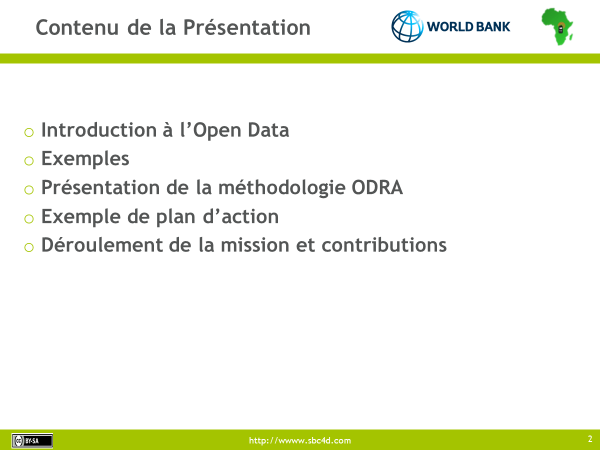 Contenu de la Présentation
WORLD BANK
o Introduction à l’Open Data
o Exemples
o Présentation de la méthodologie ODRA
o Exemple de plan d’action
o Déroulement de la mission et contributions
BY-SA
http://wwww.sbc4d.com
2